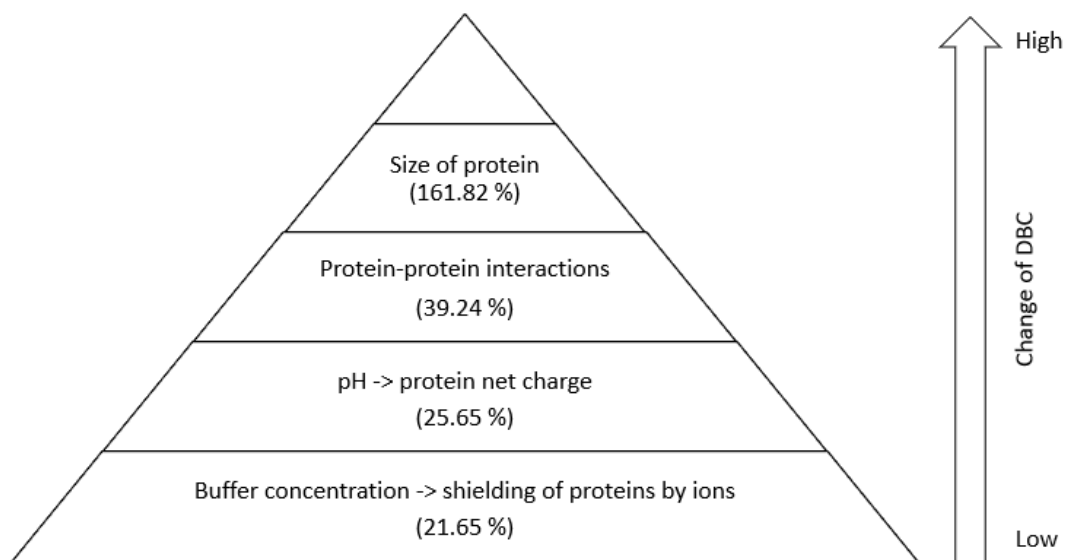 High
Size of protein
(161.82 %)
Protein-protein interactions
(39.24 %)
Change of DBC
pH -> protein net charge
(25.65 %)
Buffer concentration -> shielding of proteins by ions
(21.65 %)
Low